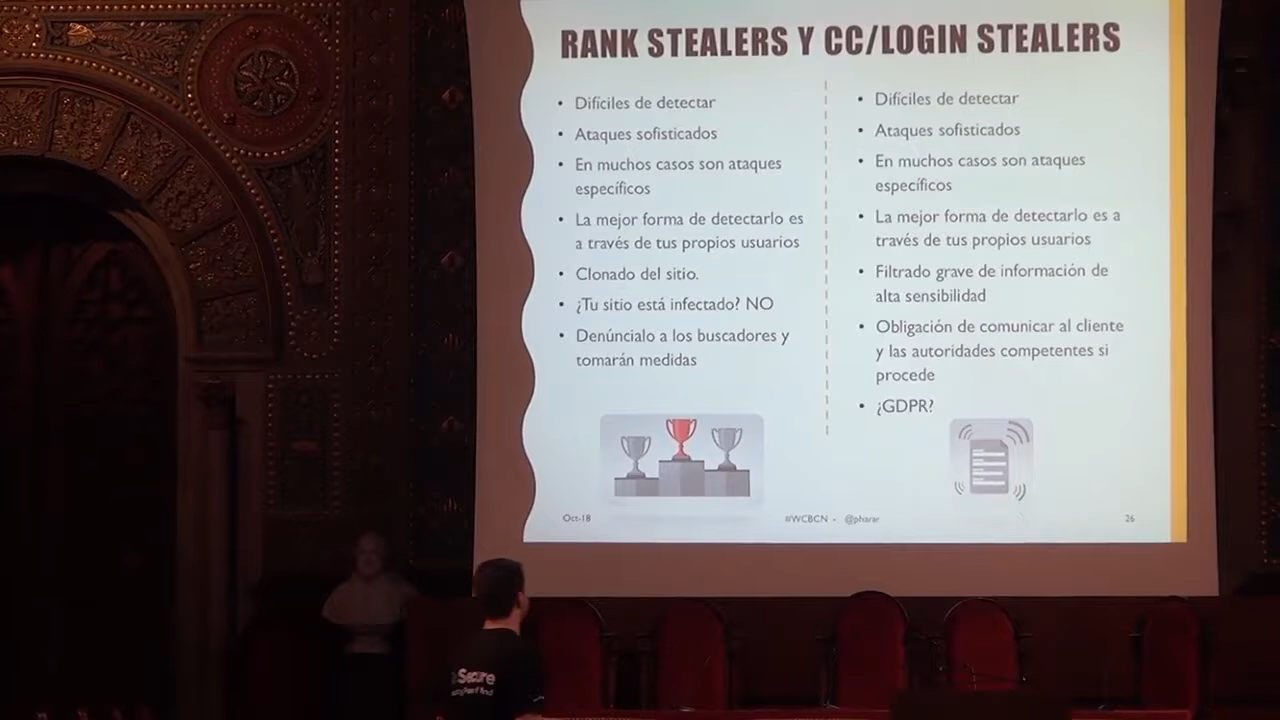 RANK STEALERS Y CC/LOGIN STEALERS
• Difíciles de detectar
• Ataques sofisticados
• En muchos casos son ataques
específicos
• La mejor forma de detectarlo es
a través de tus propios usuarios
• Clonado del sitio.
• ¿Tu sitio está infectado? NO
• Denúncialo a los buscadores y
tomarán medidas
• Difíciles de detectar
• Ataques sofisticados
• En muchos casos son ataques
específicos
• La mejor forma de detectarlo es a
través de tus propios usuarios
• Filtrado grave de información de
alta sensibilidad
• Obligación de comunicar al cliente
y las autoridades competentes si
procede
• ¿GDPR?
Oct-18
#WCBCN - @pharar
26
Secure